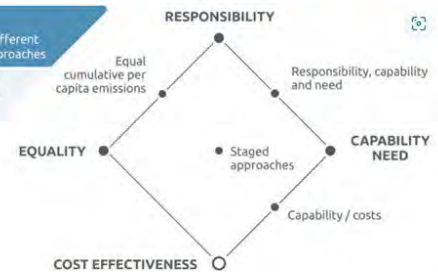 fferent
proaches
RESPONSIBILITY
Equal
cumulative per
capita emissions
Responsibility, capability
and need
EQUALITY
Staged
approaches
CAPABILITY
NEED
Capability / costs
COST EFFECTIVENESS